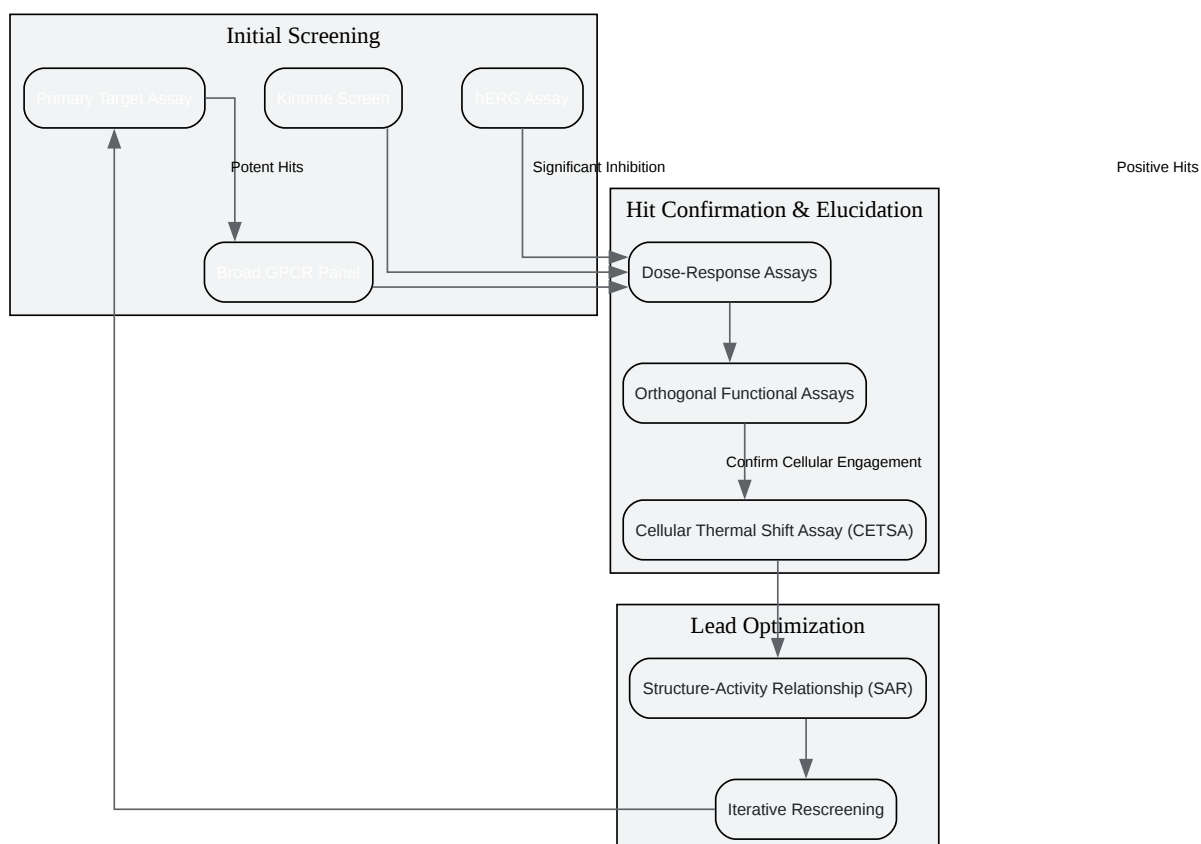 Initial Screening
Primary Target Assay
Kinome Screen
hERG Assay
Potent Hits
Significant Inhibition
Positive Hits
Broad GPCR Panel
Hit Confirmation & Elucidation
Dose-Response Assays
Orthogonal Functional Assays
Confirm Cellular Engagement
Cellular Thermal Shift Assay (CETSA)
Lead Optimization
Structure-Activity Relationship (SAR)
Iterative Rescreening